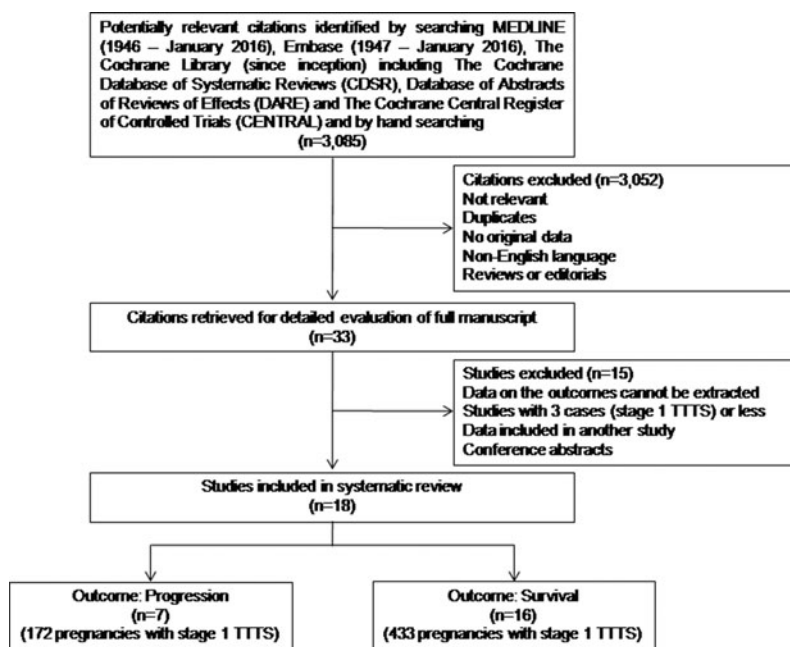 Potentially relevant citations identified by searching MEDLINE
(1946 – January 2016), Embase (1947 – January 2016), The
Cochrane Library (since inception) including The Cochrane
Database of Systematic Reviews (CDSR), Database of Abstracts
of Reviews of Effects (DARE) and The Cochrane Central Register
of Controlled Trials (CENTRAL) and by hand searching
(n=3,085)
Citations excluded (n=3,052)
Not relevant
Duplicates
No original data
Non-English language
Reviews or editorials
Citations retrieved for detailed evaluation of full manuscript
(n=33)
Studies excluded (n=15)
Data on the outcomes cannot be extracted
Studies with 3 cases (stage 1 TTTS) or less
Data included in another study
Conference abstracts
Studies included in systematic review
(n=18)
Outcome: Progression
(n=7)
(172 pregnancies with stage 1 TTTS)
Outcome: Survival
(n=16)
(433 pregnancies with stage 1 TTTS)